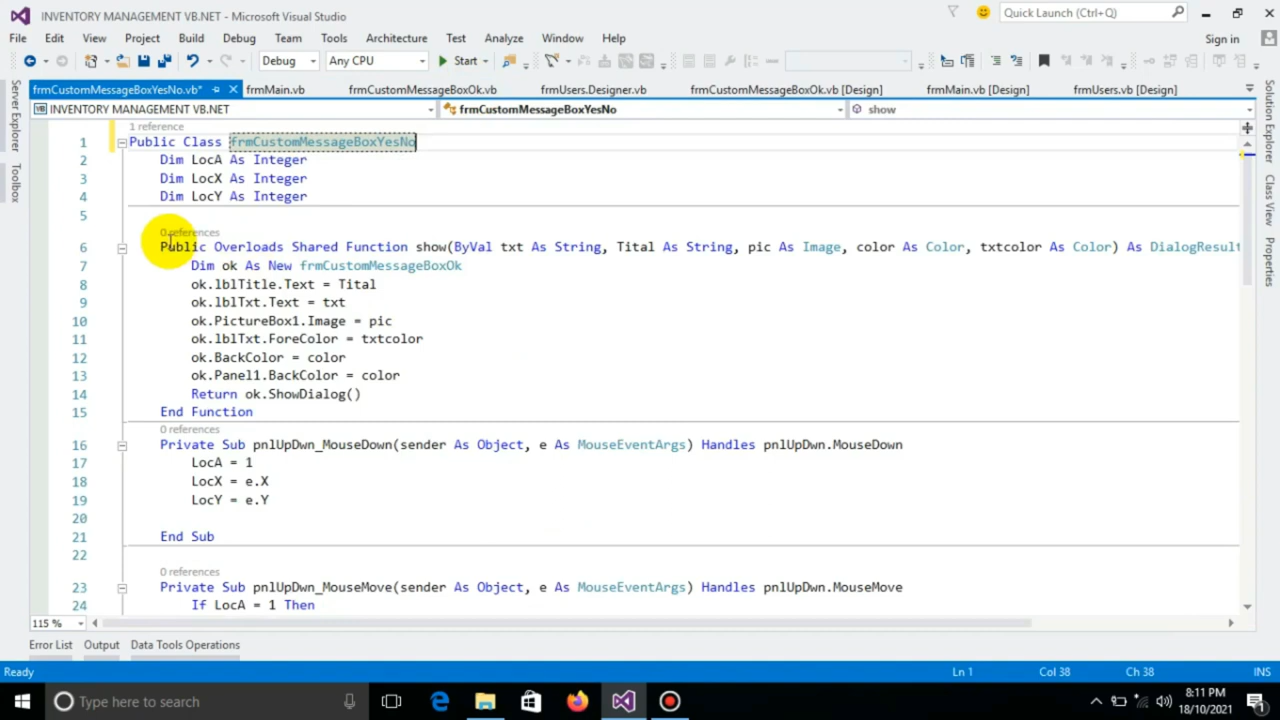 INVENTORY MANAGEMENT VB.NET - Microsoft Visual Studio
Quick Launch (Ctrl+Q)
File Edit View Project Build Debug Team Tools Architecture Test Analyze Window Help
Sign in
Debug Any CPU Start
frmCustomMessageBoxYesNo.vb* frmMain.vb frmCustomMessageBoxOk.vb frmUsers.Designer.vb frmCustomMessageBoxOk.vb [Design] frmMain.vb [Design] frmUsers.vb [Design]
INVENTORY MANAGEMENT VB.NET frmCustomMessageBoxYesNo show
Server Explorer
Toolbox
Solution Explorer
Class View
Properties
1 reference
1 Public Class frmCustomMessageBoxYesNo
2 Dim LocA As Integer
3 Dim LocX As Integer
4 Dim LocY As Integer
5
0 references
6 Public Overloads Shared Function show(ByVal txt As String, Tital As String, pic As Image, color As Color, txtcolor As Color) As DialogResult
7 Dim ok As New frmCustomMessageBoxOk
8 ok.lblTitle.Text = Tital
9 ok.lblTxt.Text = txt
10 ok.PictureBox1.Image = pic
11 ok.lblTxt.ForeColor = txtcolor
12 ok.BackColor = color
13 ok.Panel1.BackColor = color
14 Return ok.ShowDialog()
15 End Function
0 references
16 Private Sub pnlUpDwn_MouseDown(sender As Object, e As MouseEventArgs) Handles pnlUpDwn.MouseDown
17 LocA = 1
18 LocX = e.X
19 LocY = e.Y
20
21 End Sub
22
0 references
23 Private Sub pnlUpDwn_MouseMove(sender As Object, e As MouseEventArgs) Handles pnlUpDwn.MouseMove
24 If LocA = 1 Then
115 %
Error List Output Data Tools Operations
Ready Ln 1 Col 38 Ch 38 INS
Type here to search
8:11 PM
18/10/2021
1